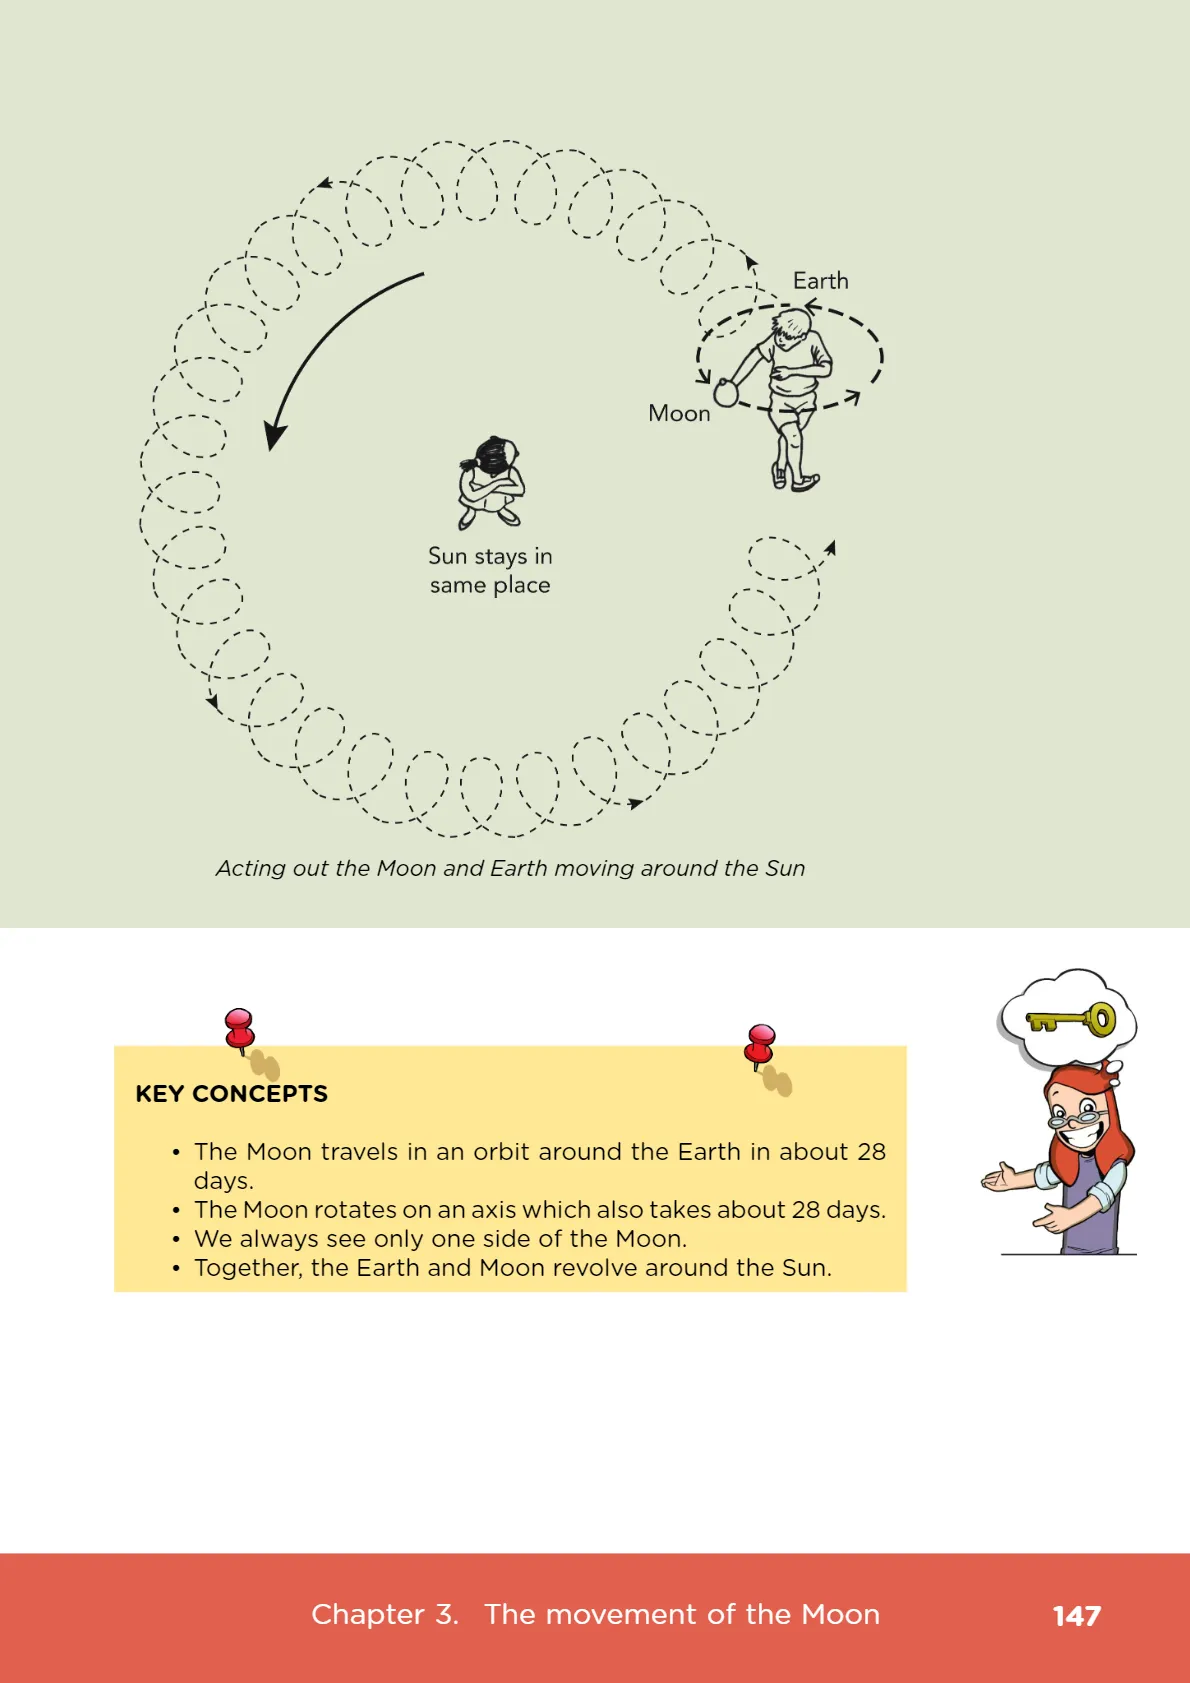 Earth
Moon
Sun stays in
same place
Acting out the Moon and Earth moving around the Sun
KEY CONCEPTS
• The Moon travels in an orbit around the Earth in about 28
days.
• The Moon rotates on an axis which also takes about 28 days.
• We always see only one side of the Moon.
• Together, the Earth and Moon revolve around the Sun.
Chapter 3. The movement of the Moon 147